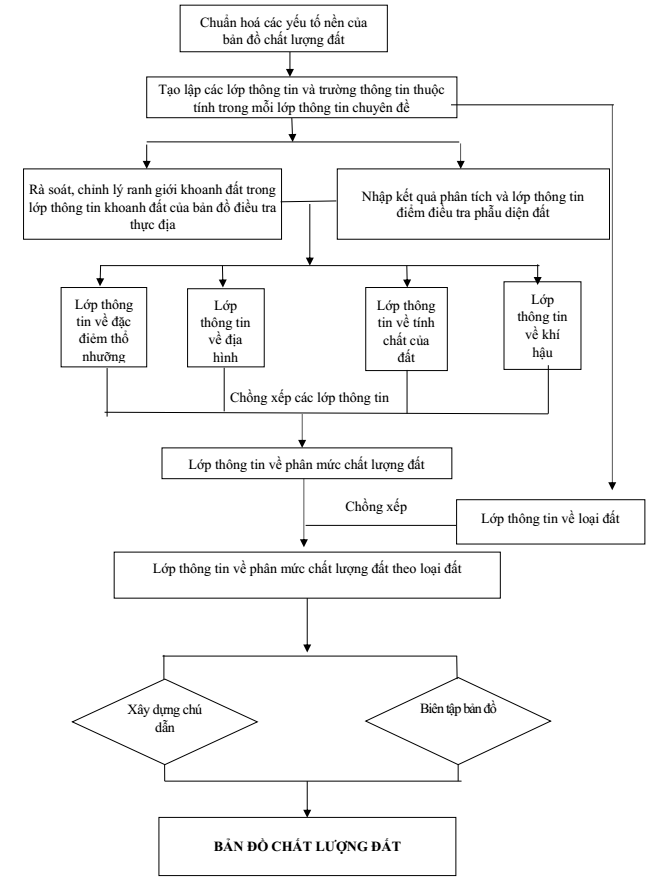 Chuẩn hoá các yếu tố nền của
bản đồ chất lượng đất
Tạo lập các lớp thông tin và trường thông tin thuộc
tính trong mỗi lớp thông tin chuyên đề
Rà soát, chỉnh lý ranh giới khoanh đất trong
lớp thông tin khoanh đất của bản đồ điều tra
thực địa
Nhập kết quả phân tích và lớp thông tin
điểm điều tra phẫu diện đất
Lớp thông
tin về đặc
điểm thổ
nhưỡng
Lớp
thông tin
về địa
hình
Lớp thông
tin về tính
chất của
đất
Lớp
thông tin
về khí
hậu
Chồng xếp các lớp thông tin
Lớp thông tin về phân mức chất lượng đất
Chồng xếp
Lớp thông tin về loại đất
Lớp thông tin về phân mức chất lượng đất theo loại đất
Xây dựng chú
dẫn
Biên tập bản đồ
BẢN ĐỒ CHẤT LƯỢNG ĐẤT